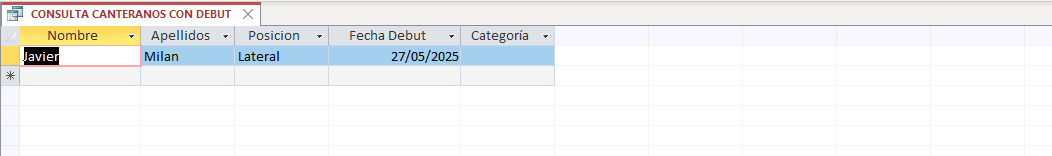 CONSULTA CANTERANOS CON DEBUT
Nombre Apellidos Posicion Fecha Debut Categoría
Javier Milan Lateral 27/05/2025